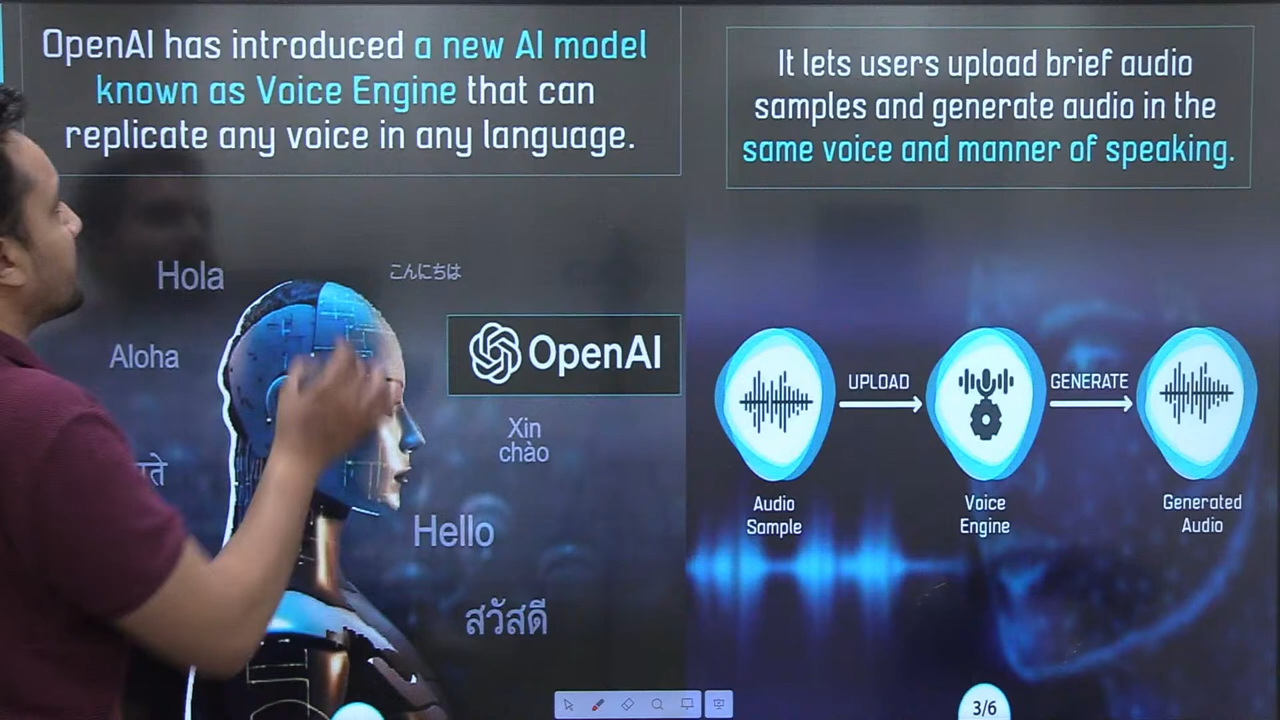 OpenAI has introduced a new AI model
known as Voice Engine that can
replicate any voice in any language.
Hola
こんにちは
Aloha
OpenAI
Xin
chào
Hello
สวัสดี
It lets users upload brief audio
samples and generate audio in the
same voice and manner of speaking.
UPLOAD
GENERATE
Audio
Sample
Voice
Engine
Generated
Audio
3/6